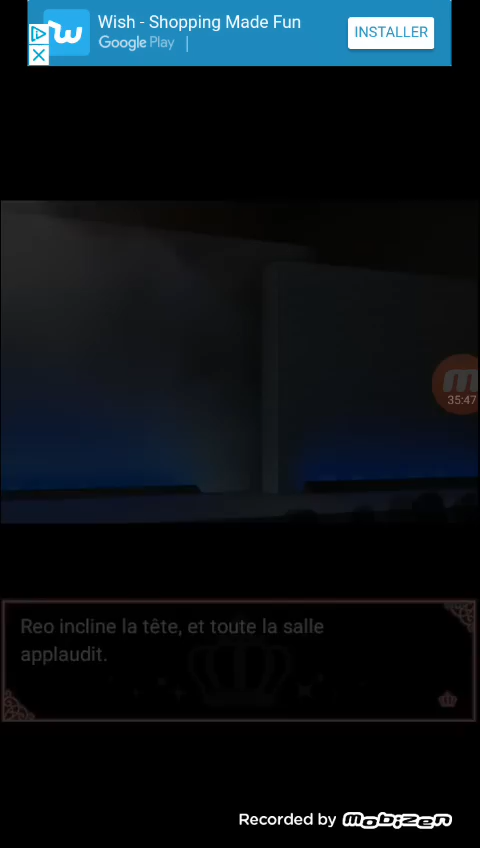 Wish - Shopping Made Fun
Google Play
INSTALLER
35:47
Reo incline la tête, et toute la salle
applaudit.
Recorded by Mobizen